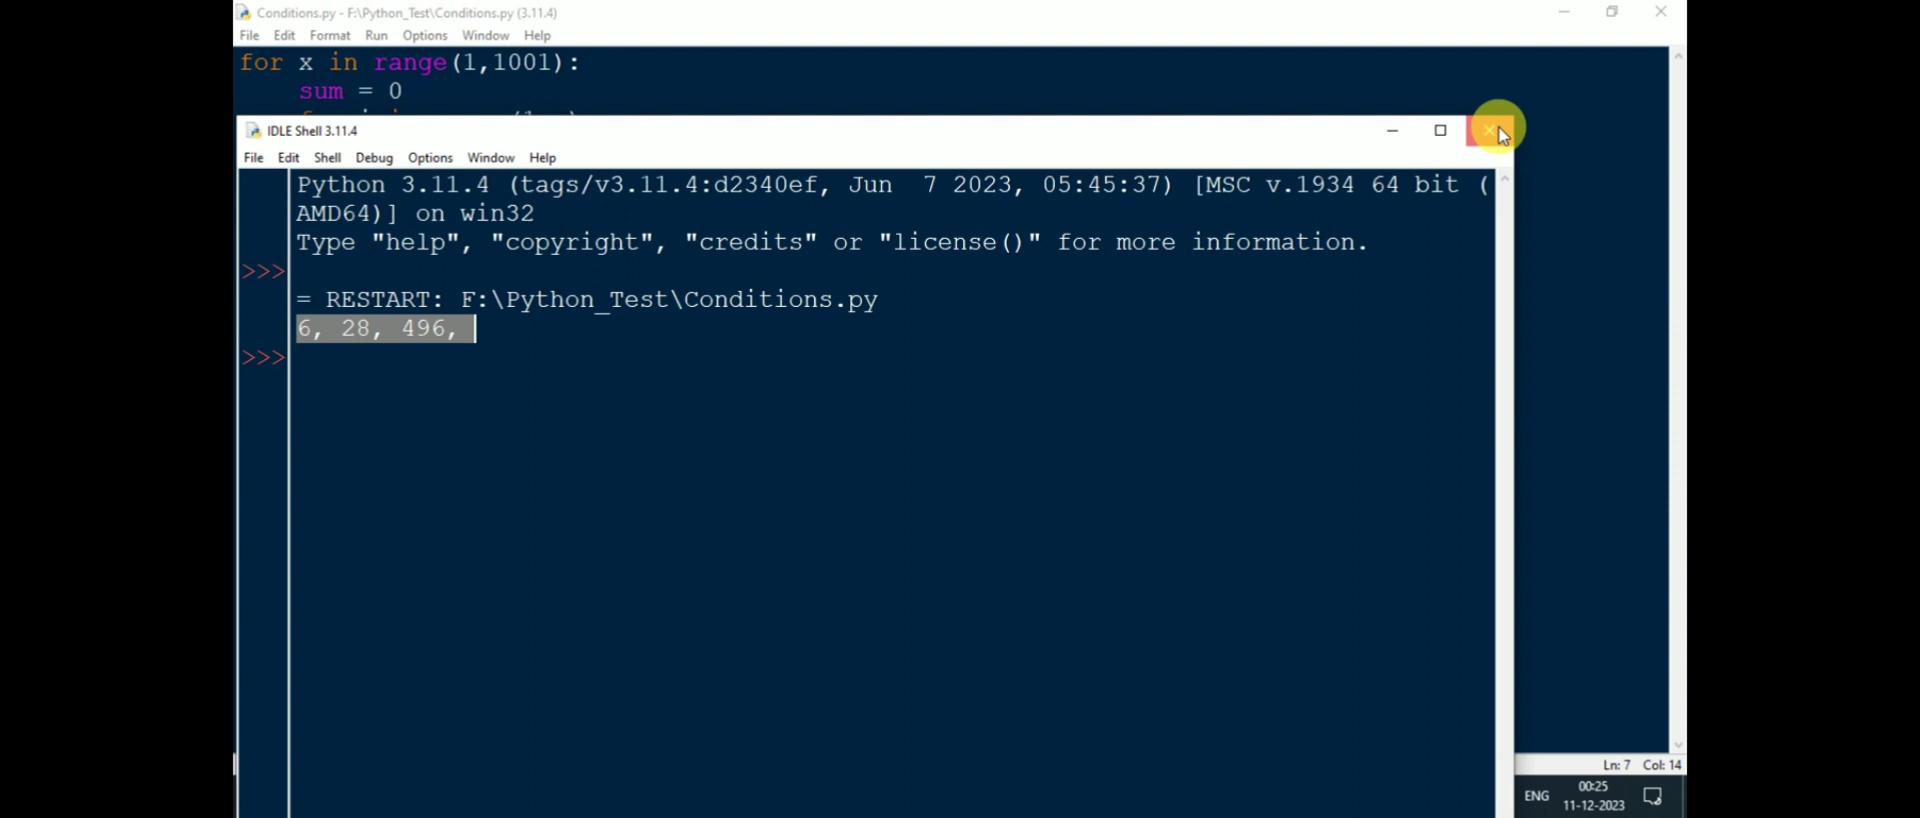 Conditions.py - F:\Python_Test\Conditions.py (3.11.4)
File Edit Format Run Options Window Help
for x in range(1,1001):
sum = 0
IDLE Shell 3.11.4
File Edit Shell Debug Options Window Help
Python 3.11.4 (tags/v3.11.4:d2340ef, Jun  7 2023, 05:45:37) [MSC v.1934 64 bit (
AMD64)] on win32
Type "help", "copyright", "credits" or "license()" for more information.
>>>
= RESTART: F:\Python_Test\Conditions.py
6, 28, 496,
>>>
Ln: 7 Col: 14
ENG
00:25
11-12-2023